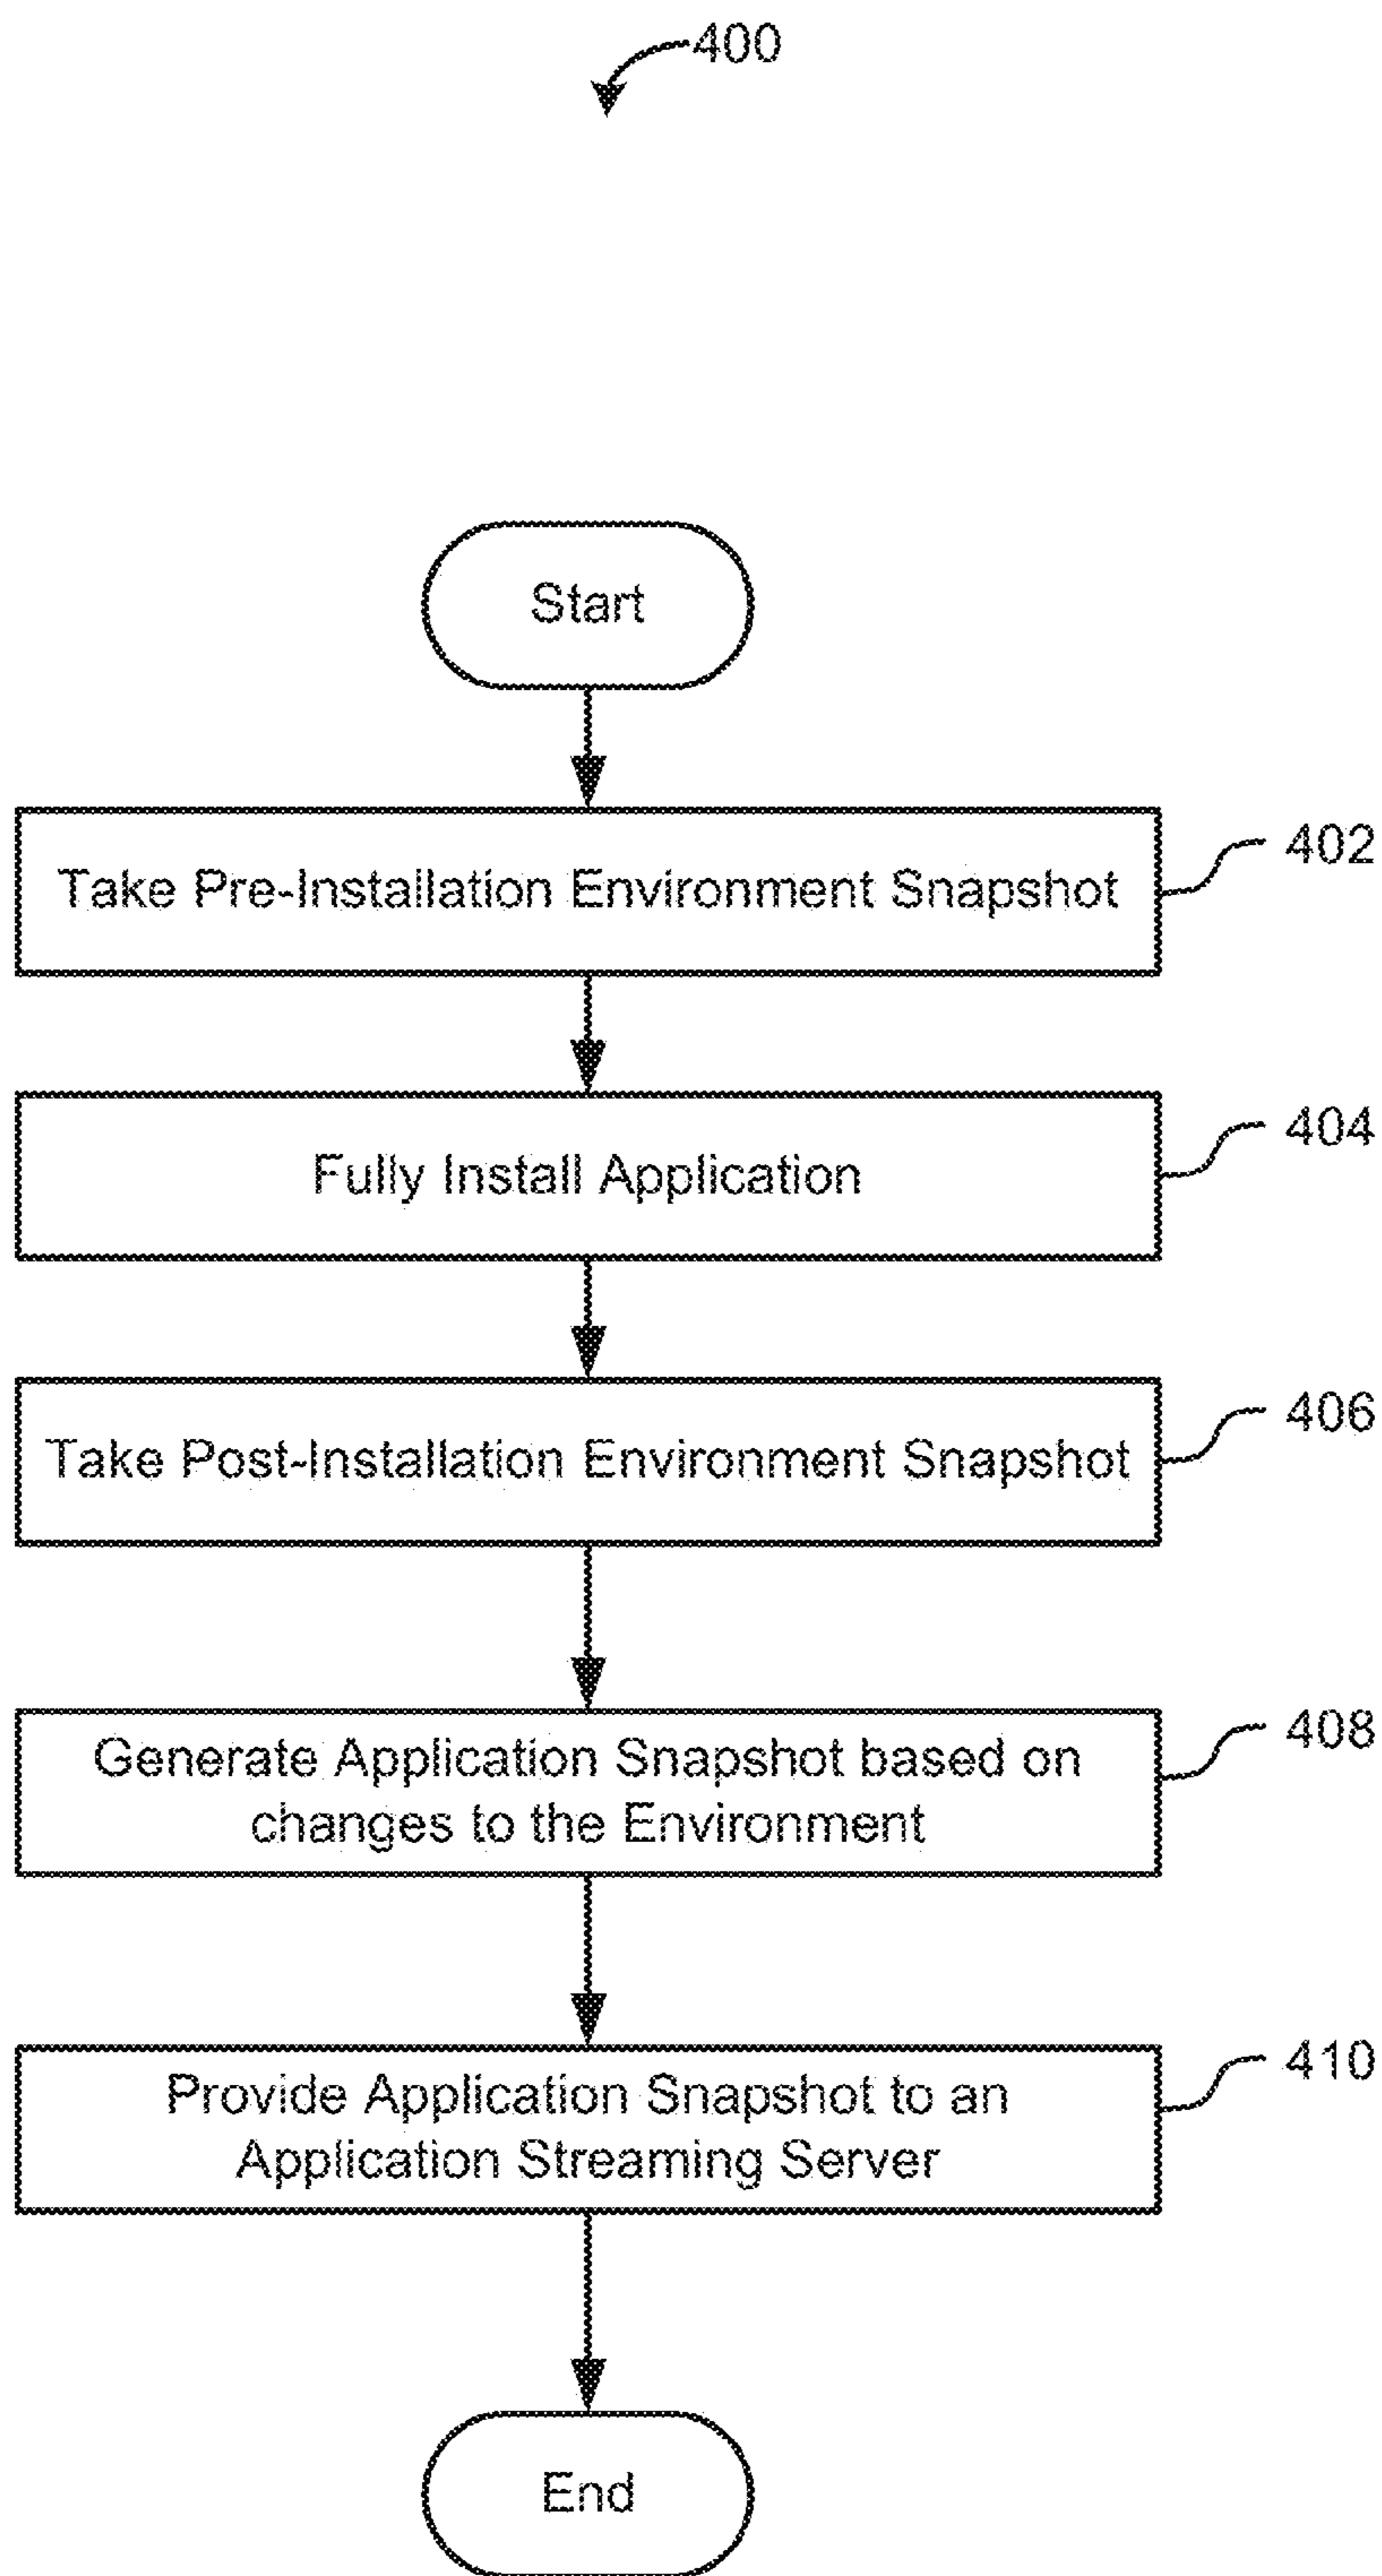 400
Start
Take Pre-Installation Environment Snapshot
402
Fully Install Application
404
Take Post-Installation Environment Snapshot
406
Generate Application Snapshot based on
changes to the Environment
408
Provide Application Snapshot to an
Application Streaming Server
410
End